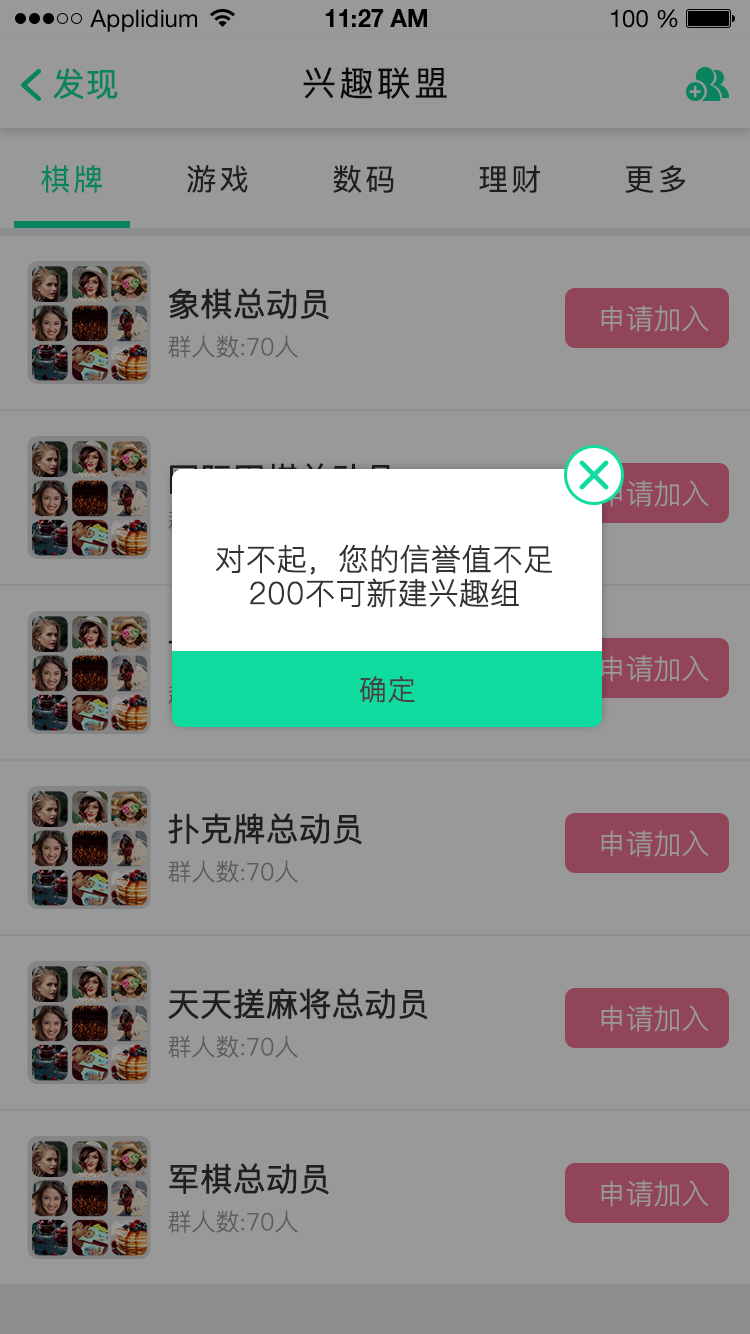 Applidium 11:27 AM 100 %
发现 兴趣联盟
棋牌 游戏 数码 理财 更多
象棋总动员
群人数:70人
申请加入
请加入
对不起，您的信誉值不足
200不可新建兴趣组
申请加入
确定
扑克牌总动员
群人数:70人
申请加入
天天搓麻将总动员
群人数:70人
申请加入
军棋总动员
群人数:70人
申请加入